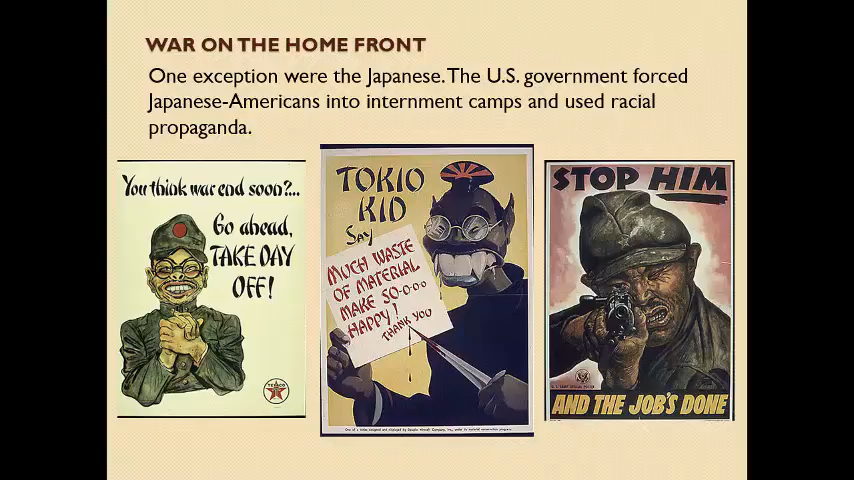 WAR ON THE HOME FRONT
One exception were the Japanese. The U.S. government forced
Japanese-Americans into internment camps and used racial
propaganda.
You think war end soon?...
Go ahead,
TAKE DAY
OFF!
TEXACO
TOKIO
KID
Say
MUCH WASTE
OF MATERIAL
MAKE SO-O-O-O
HAPPY!
THANK YOU
STOP HIM
AND THE JOB'S DONE